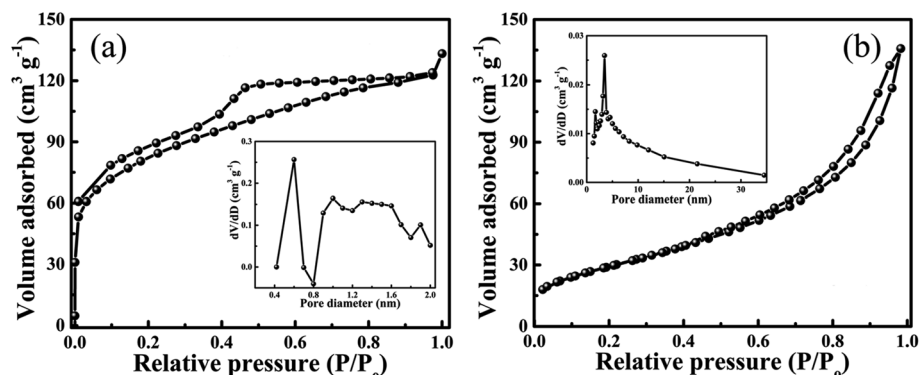 (a)
Volume adsorbed (cm³ g⁻¹)
150
120
90
60
30
0
0.0 0.2 0.4 0.6 0.8 1.0
Relative pressure (P/Pₒ)
dV/dD (cm³ g⁻¹)
0.3
0.2
0.1
0.0
0.4 0.8 1.2 1.6 2.0
Pore diameter (nm)
(b)
Volume adsorbed (cm³ g⁻¹)
150
120
90
60
30
0
0.0 0.2 0.4 0.6 0.8 1.0
Relative pressure (P/Pₒ)
dV/dD (cm³ g⁻¹)
0.03
0.02
0.01
0.00
0 10 20 30
Pore diameter (nm)